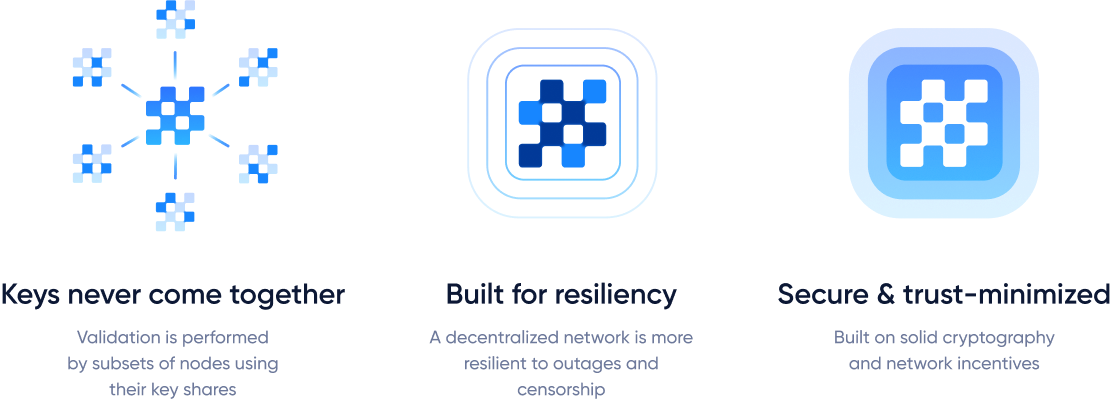 Keys never come together
Validation is performed
by subsets of nodes using
their key shares
Built for resiliency
A decentralized network is more
resilient to outages and
censorship
Secure & trust-minimized
Built on solid cryptography
and network incentives